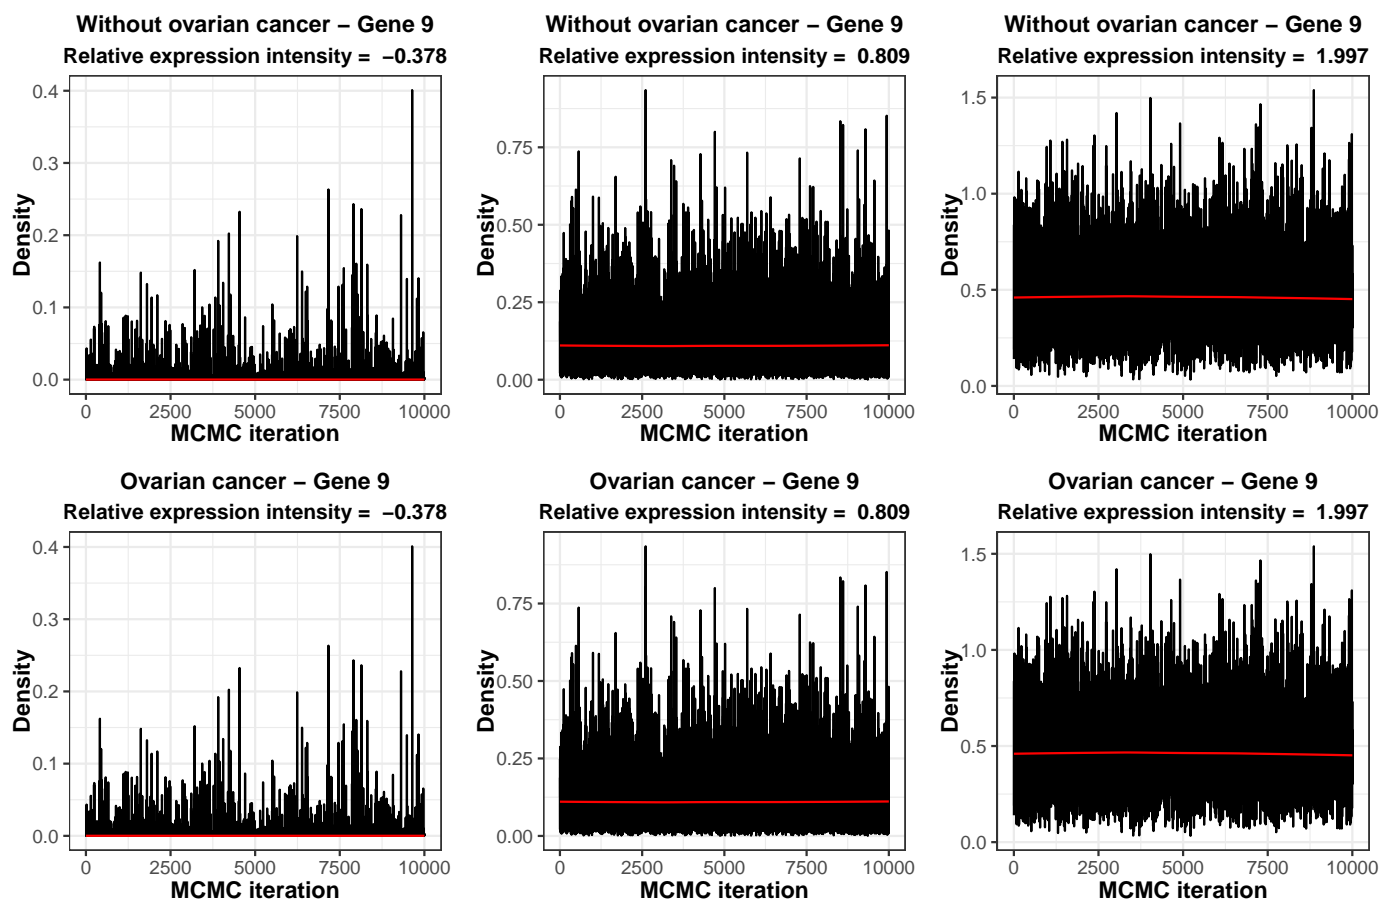 Without ovarian cancer – Gene 9
Relative expression intensity = −0.378
Density
0.4
0.3
0.2
0.1
0.0
0 2500 5000 7500 10000
MCMC iteration
Without ovarian cancer – Gene 9
Relative expression intensity = 0.809
Density
0.75
0.50
0.25
0.00
0 2500 5000 7500 10000
MCMC iteration
Without ovarian cancer – Gene 9
Relative expression intensity = 1.997
Density
1.5
1.0
0.5
0.0
0 2500 5000 7500 10000
MCMC iteration
Ovarian cancer – Gene 9
Relative expression intensity = −0.378
Density
0.4
0.3
0.2
0.1
0.0
0 2500 5000 7500 10000
MCMC iteration
Ovarian cancer – Gene 9
Relative expression intensity = 0.809
Density
0.75
0.50
0.25
0.00
0 2500 5000 7500 10000
MCMC iteration
Ovarian cancer – Gene 9
Relative expression intensity = 1.997
Density
1.5
1.0
0.5
0.0
0 2500 5000 7500 10000
MCMC iteration